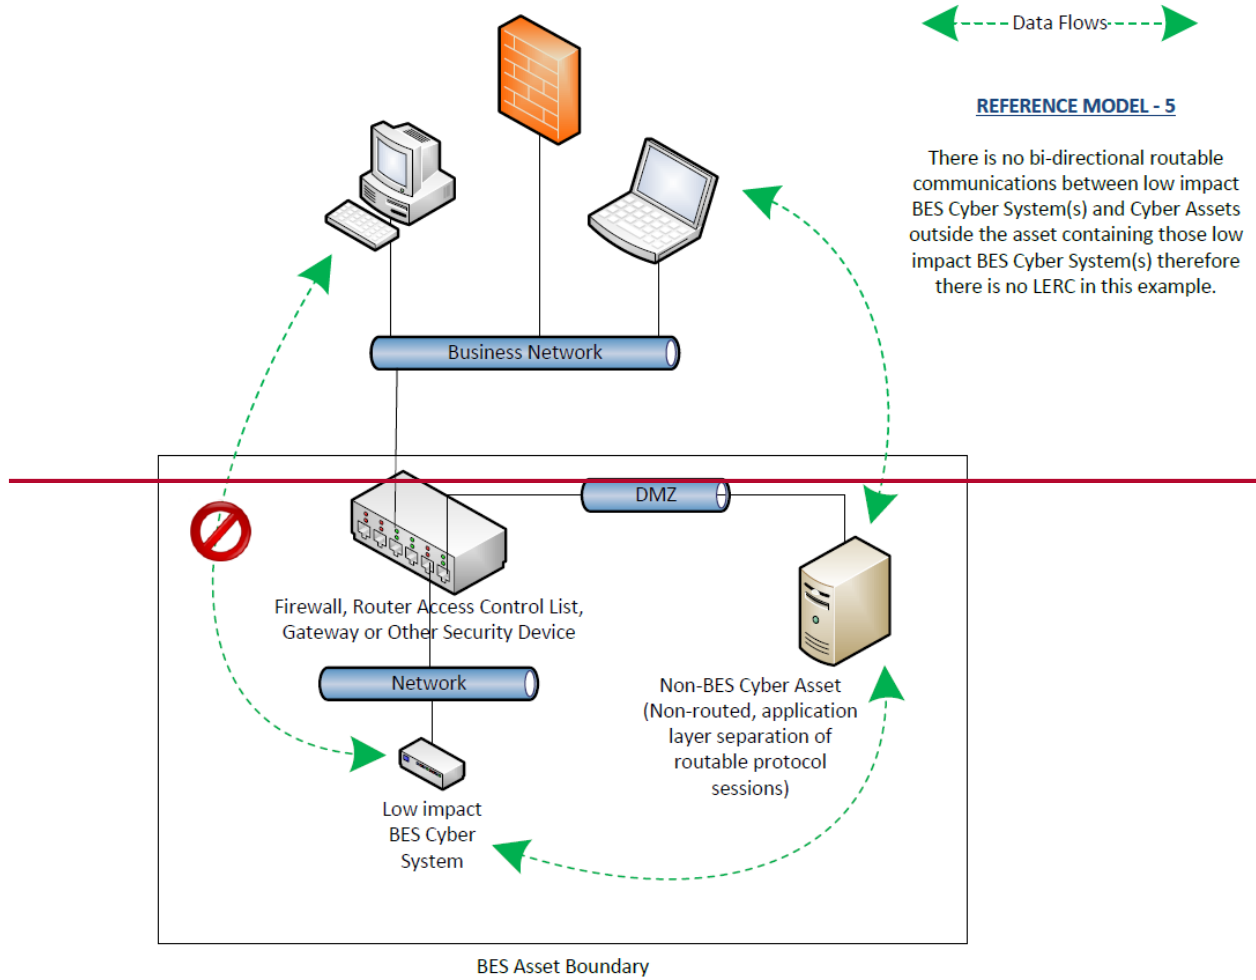 Data Flows
REFERENCE MODEL - 5
There is no bi-directional routable
communications between low impact
BES Cyber System(s) and Cyber Assets
outside the asset containing those low
impact BES Cyber System(s) therefore
there is no LERC in this example.
Business Network
DMZ
Firewall, Router Access Control List,
Gateway or Other Security Device
Network
Non-BES Cyber Asset
(Non-routed, application
layer separation of
routable protocol
sessions)
Low impact
BES Cyber
System
BES Asset Boundary